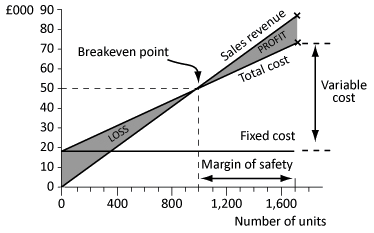 £000 90
80
70
60
50
40
30
20
10
0
Breakeven point
Sales revenue
PROFIT
Total cost
Variable
cost
LOSS
Fixed cost
Margin of safety
0 400 800 1,200 1,600
Number of units